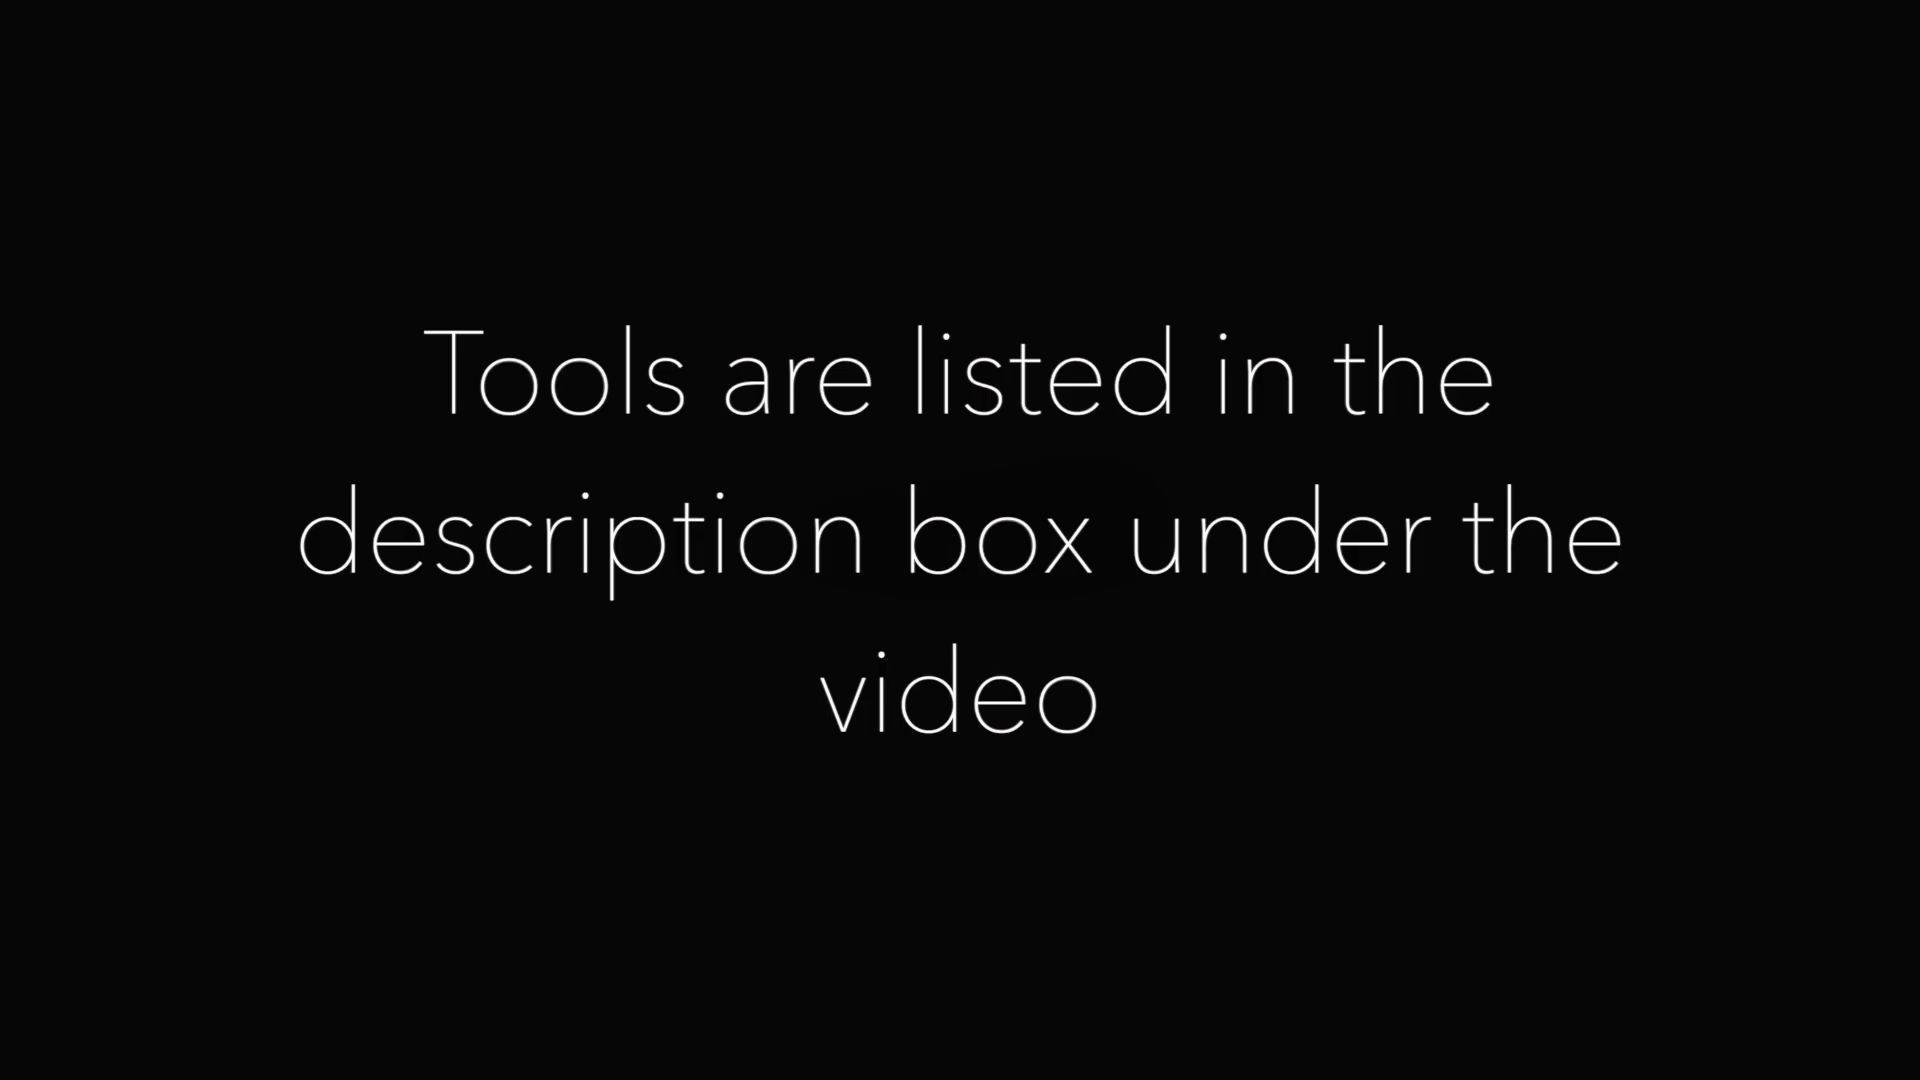 Tools are listed in the
description box under the
video